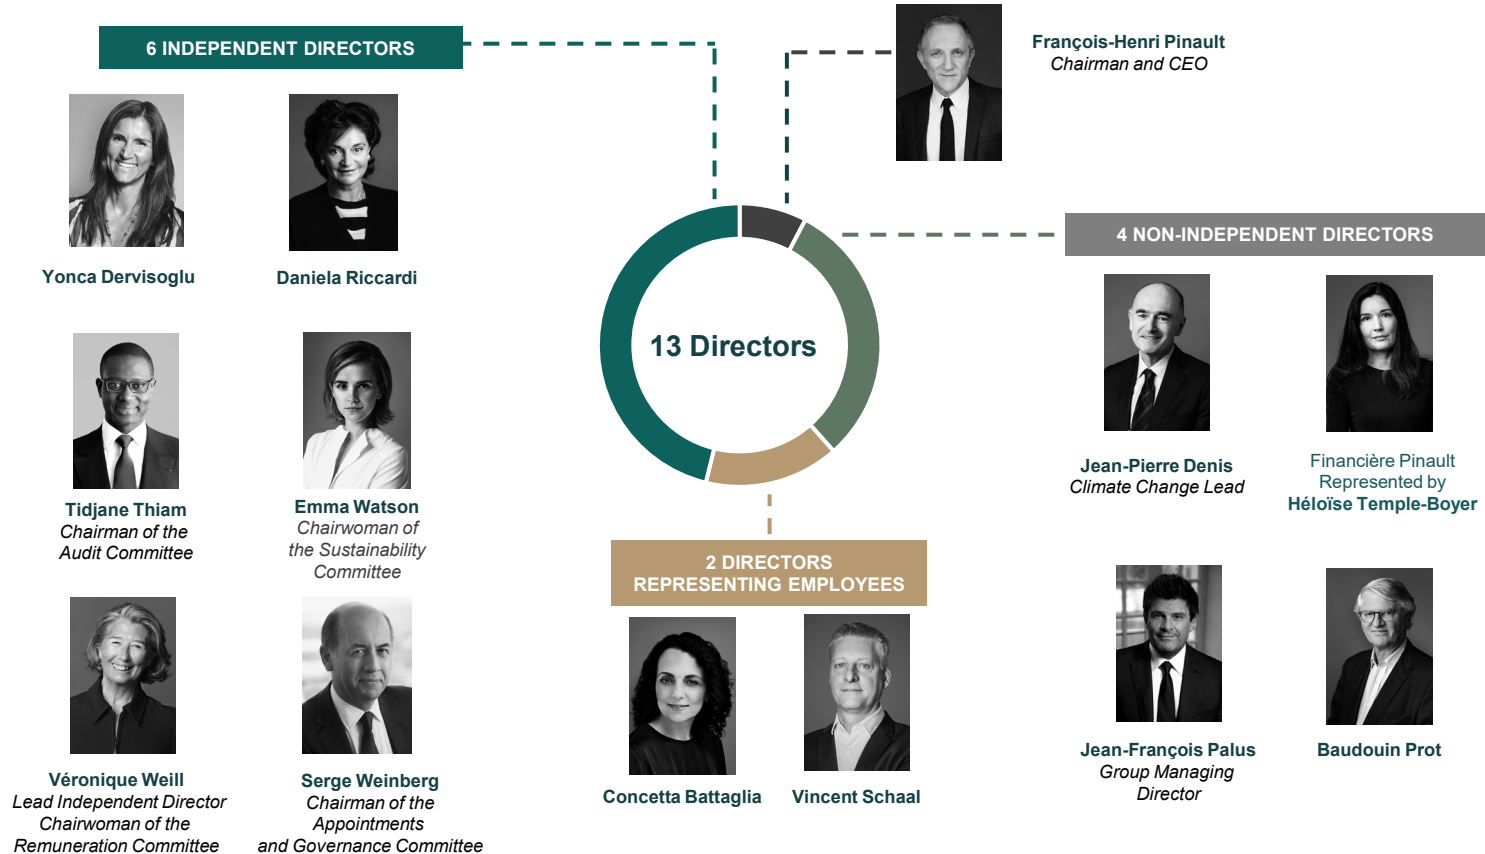 6 INDEPENDENT DIRECTORS
Yonca Dervisoglu
Daniela Riccardi
Tidjane Thiam
Chairman of the
Audit Committee
Emma Watson
Chairwoman of
the Sustainability
Committee
Véronique Weill
Lead Independent Director
Chairwoman of the
Remuneration Committee
Serge Weinberg
Chairman of the
Appointments
and Governance Committee
François-Henri Pinault
Chairman and CEO
13 Directors
2 DIRECTORS
REPRESENTING EMPLOYEES
Concetta Battaglia
Vincent Schaal
4 NON-INDEPENDENT DIRECTORS
Jean-Pierre Denis
Climate Change Lead
Financière Pinault
Represented by
Héloïse Temple-Boyer
Jean-François Palus
Group Managing
Director
Baudouin Prot